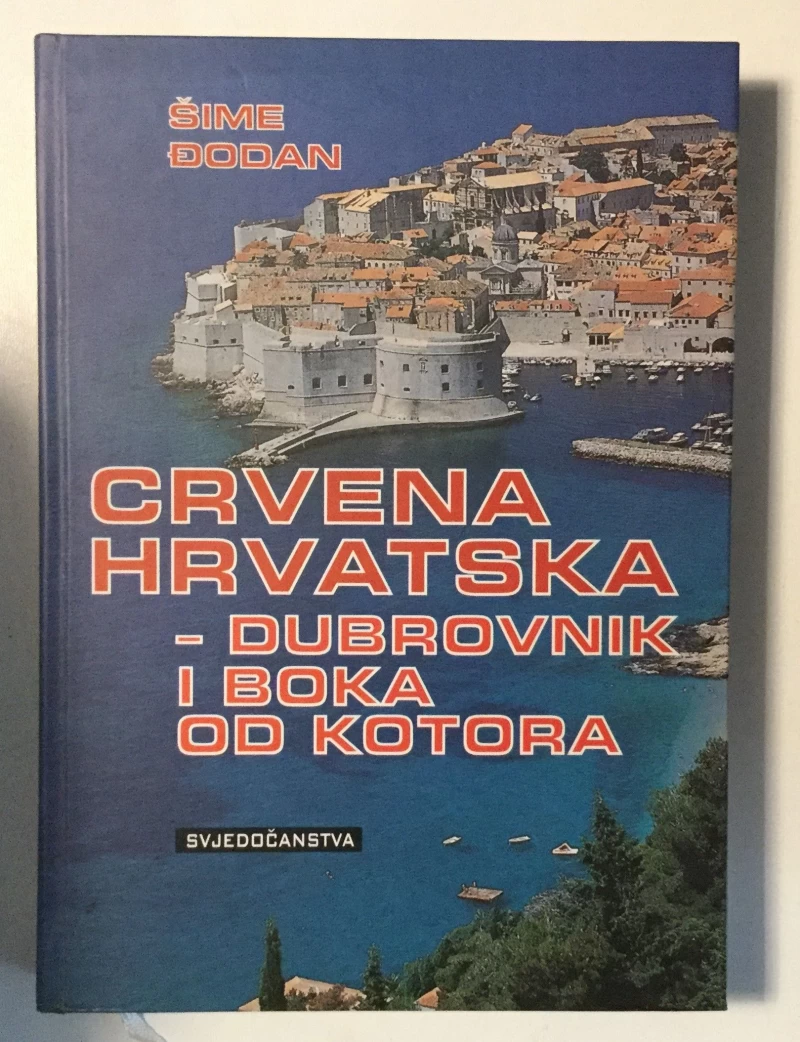 ŠIME
ĐODAN
CRVENA
HRVATSKA
- DUBROVNIK
I BOKA
OD KOTORA
SVJEDOČANSTVA